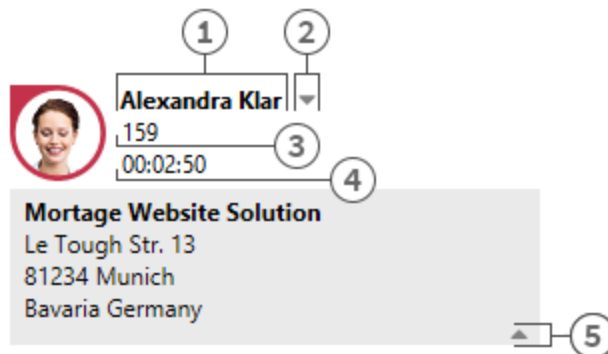 1 2
Alexandra Klar
159
3
00:02:50
4
Mortage Website Solution
Le Tough Str. 13
81234 Munich
Bavaria Germany
5